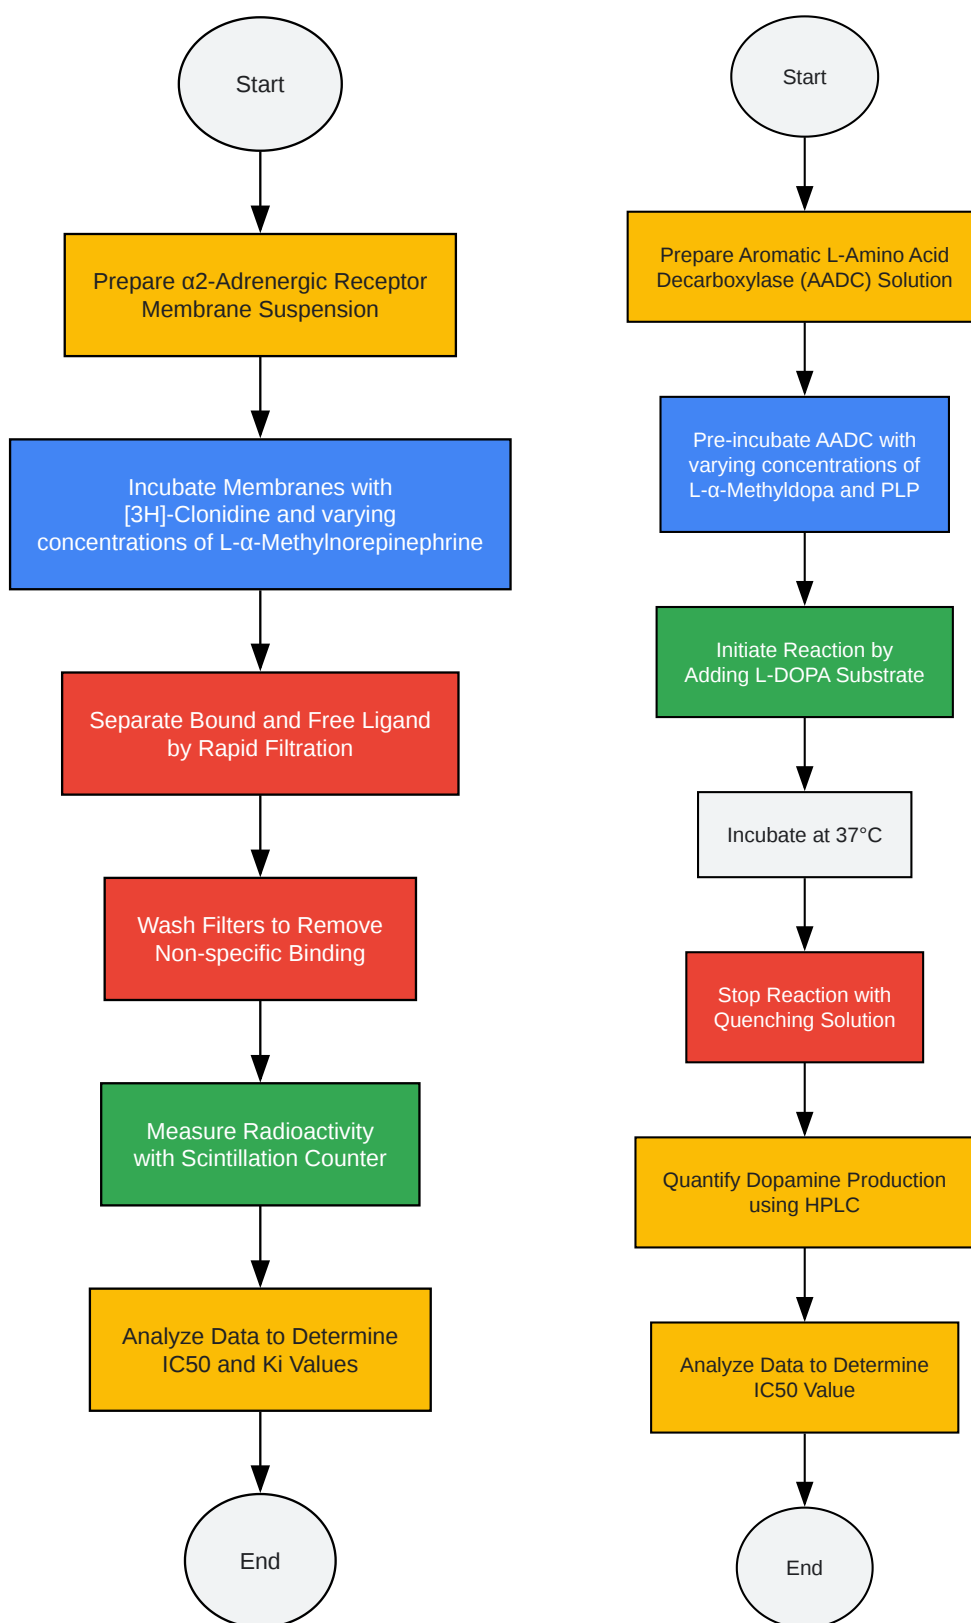 Start
Prepare α2-Adrenergic Receptor
Membrane Suspension
Incubate Membranes with
[3H]-Clonidine and varying
concentrations of L-α-Methylnorepinephrine
Separate Bound and Free Ligand
by Rapid Filtration
Wash Filters to Remove
Non-specific Binding
Measure Radioactivity
with Scintillation Counter
Analyze Data to Determine
IC50 and Ki Values
End
Start
Prepare Aromatic L-Amino Acid
Decarboxylase (AADC) Solution
Pre-incubate AADC with
varying concentrations of
L-α-Methyldopa and PLP
Initiate Reaction by
Adding L-DOPA Substrate
Incubate at 37°C
Stop Reaction with
Quenching Solution
Quantify Dopamine Production
using HPLC
Analyze Data to Determine
IC50 Value
End